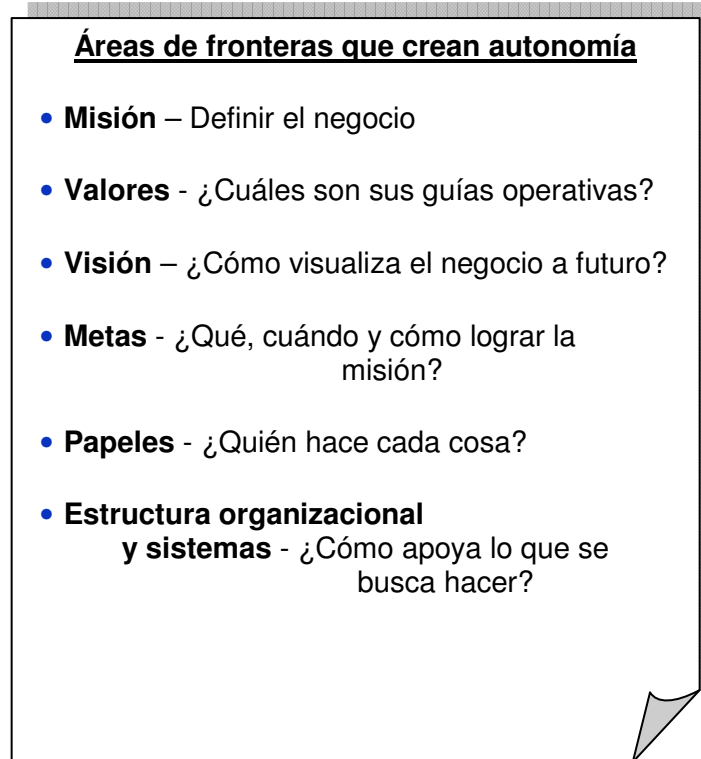 Áreas de fronteras que crean autonomía
• Misión – Definir el negocio
• Valores - ¿Cuáles son sus guías operativas?
• Visión – ¿Cómo visualiza el negocio a futuro?
• Metas - ¿Qué, cuándo y cómo lograr la
misión?
• Papeles - ¿Quién hace cada cosa?
• Estructura organizacional
y sistemas - ¿Cómo apoya lo que se
busca hacer?